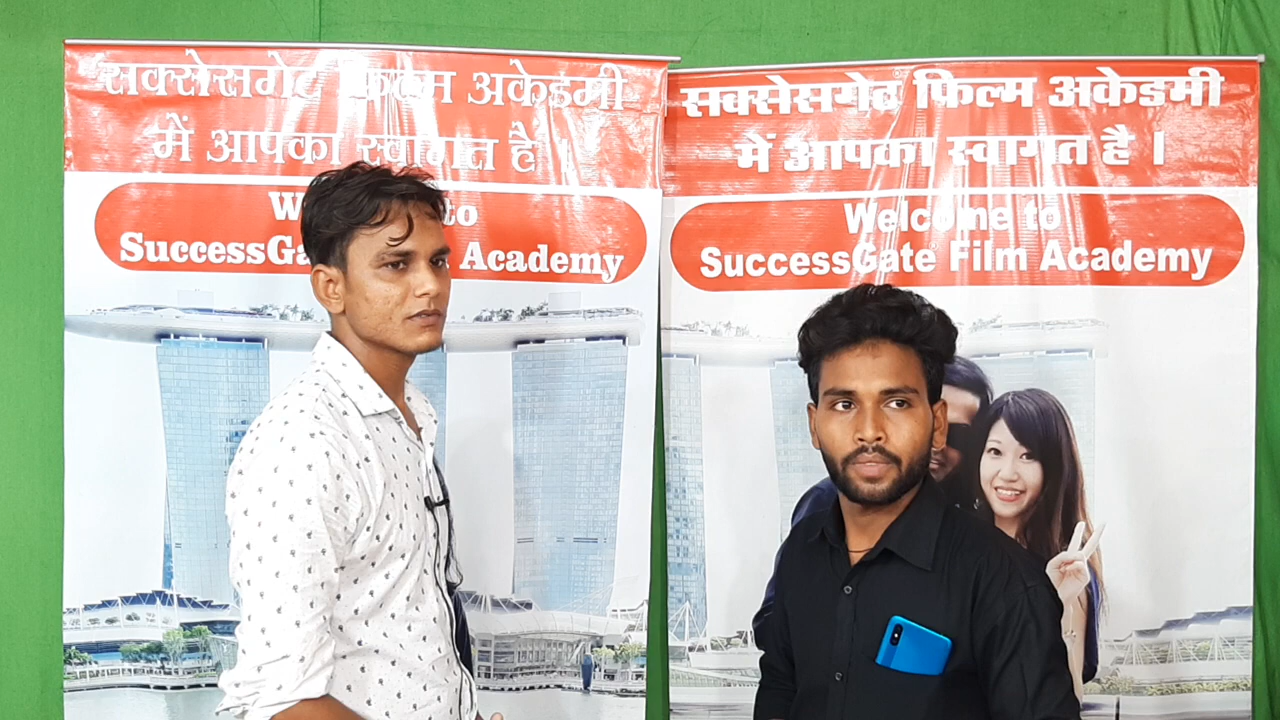 सक्सेसगेट फिल्म अकेडमी
में आपका स्वागत है ।
to
SuccessGa Academy
सक्सेसगेट फिल्म अकेडमी
में आपका स्वागत है ।
Welcome to
SuccessGate Film Academy